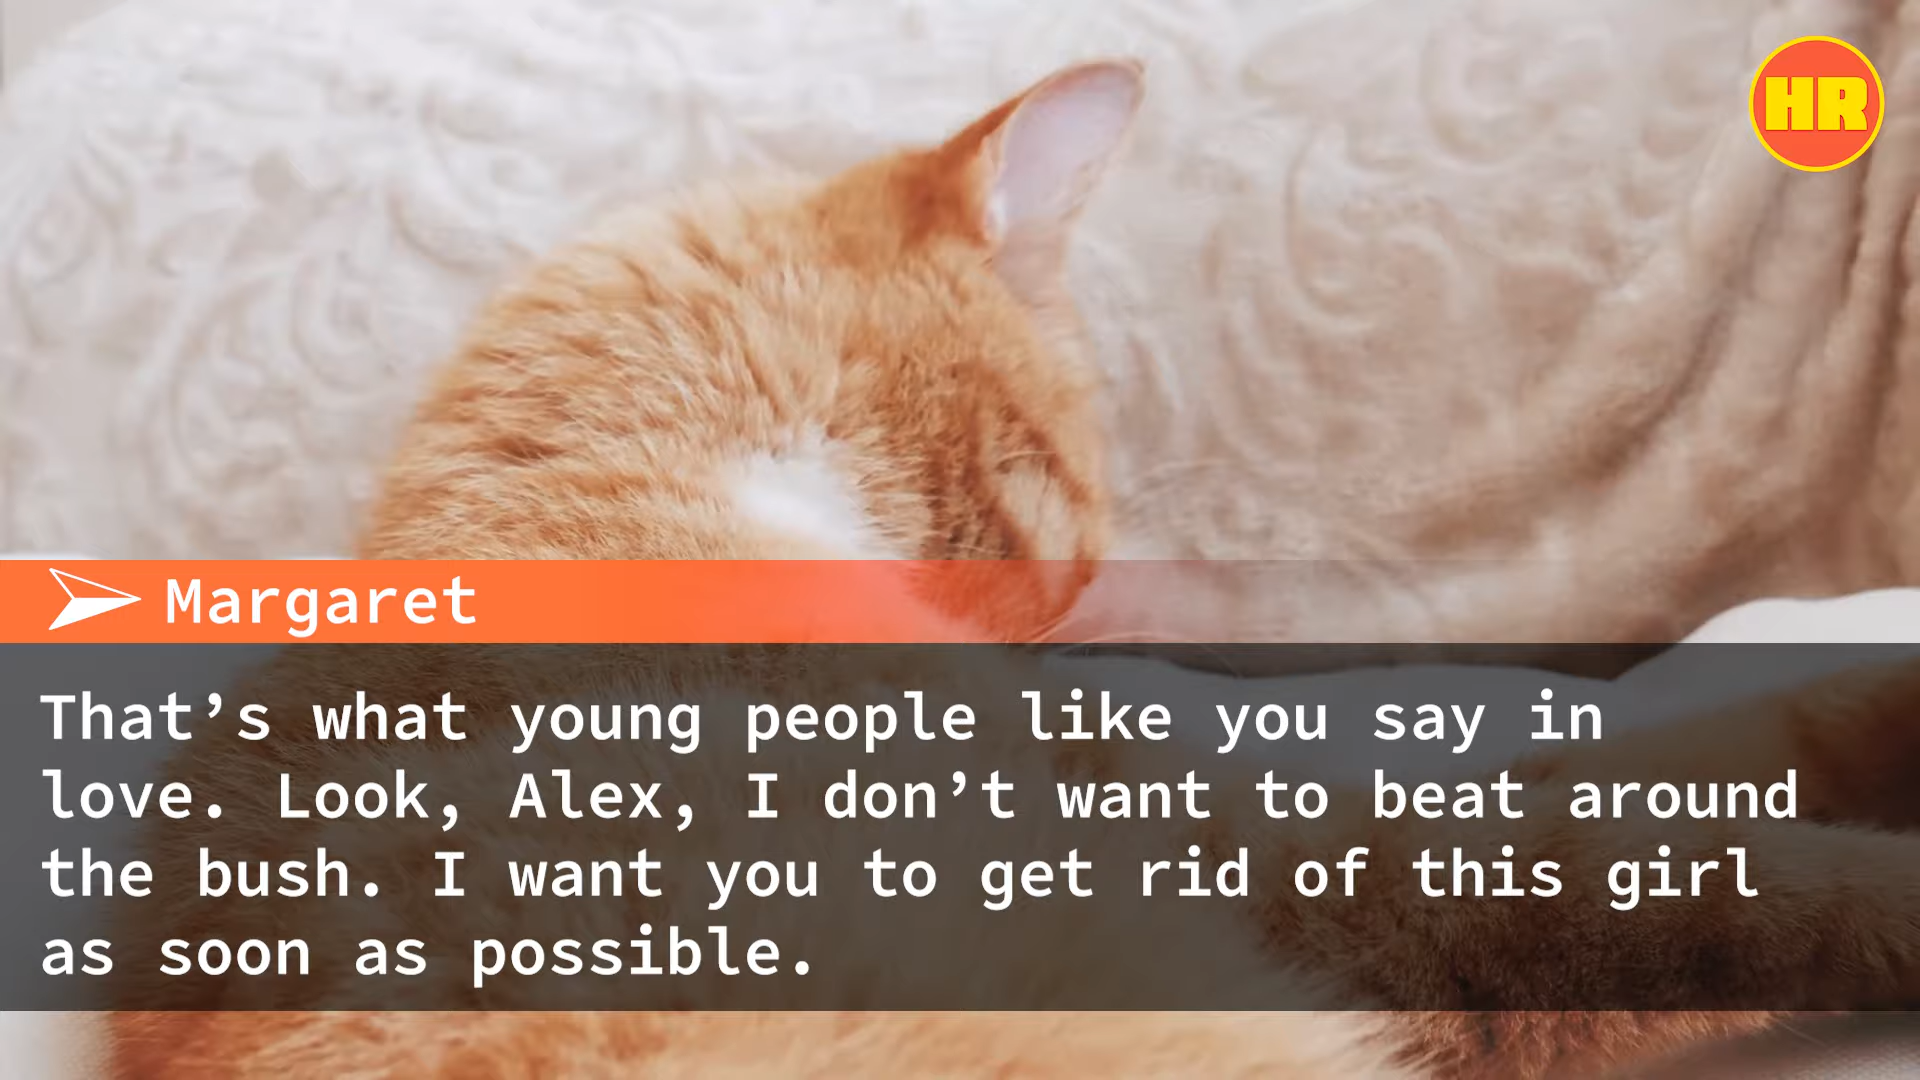 HR
Margaret
That’s what young people like you say in
love. Look, Alex, I don’t want to beat around
the bush. I want you to get rid of this girl
as soon as possible.